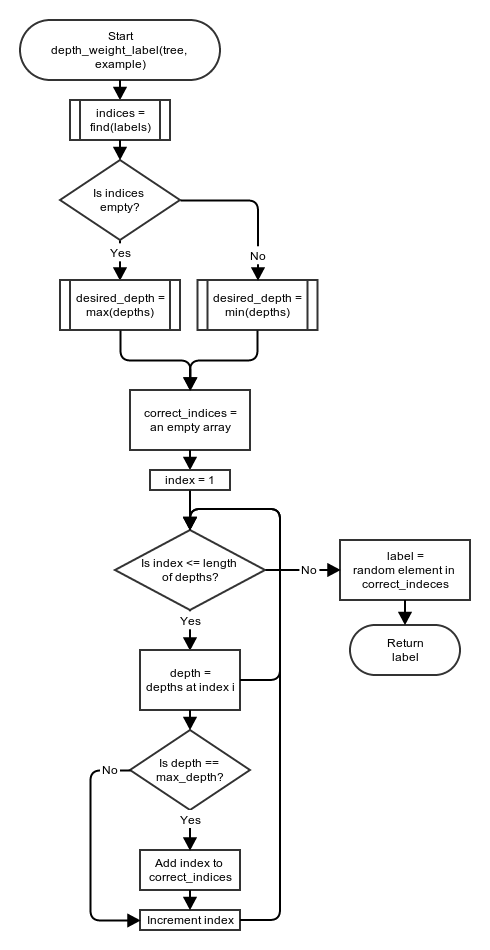 Start
depth_weight_label(tree,
example)
indices =
find(labels)
Is indices
empty?
Yes
No
desired_depth =
max(depths)
desired_depth =
min(depths)
correct_indices =
an empty array
index = 1
Is index <= length
of depths?
No
label =
random element in
correct_indeces
Yes
Return
label
depth =
depths at index i
Is depth ==
max_depth?
No
Yes
Add index to
correct_indices
Increment index